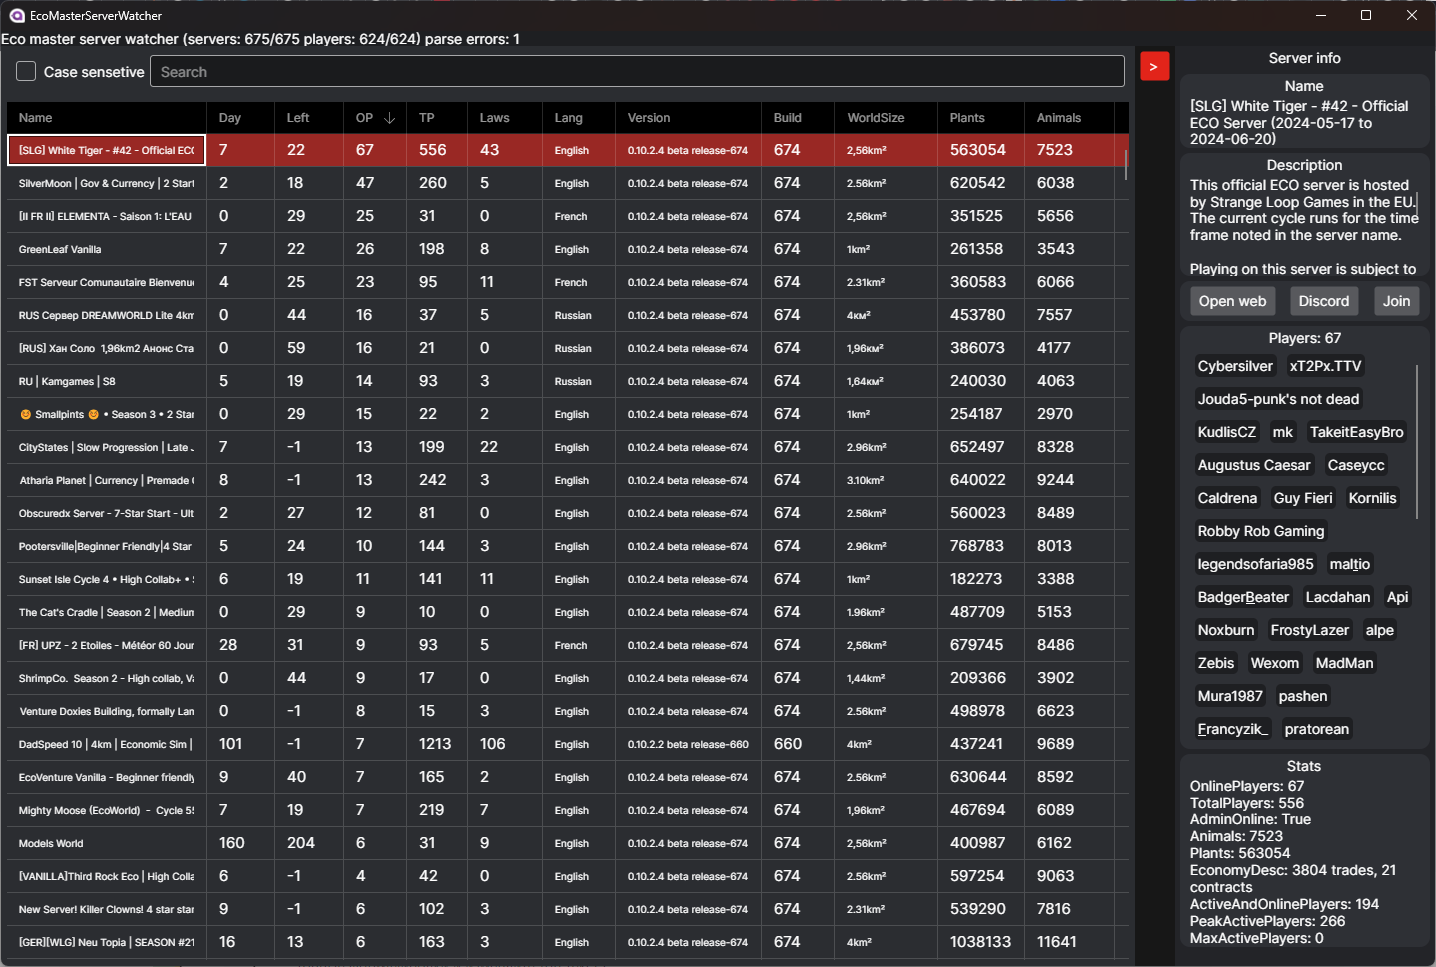 EcoMasterServerWatcher
Eco master server watcher (servers: 675/675 players: 624/624) parse errors: 1
Case sensetive Search
Name Day Left OP TP Laws Lang Version Build WorldSize Plants Animals
[SLG] White Tiger - #42 - Official ECO 7 22 67 556 43 English 0.10.2.4 beta release-674 674 2,56km² 563054 7523
SilverMoon | Gov & Currency | 2 Start 2 18 47 260 5 English 0.10.2.4 beta release-674 674 2.56km² 620542 6038
[II FR II] ELEMENTA - Saison 1: L'EAU 0 29 25 31 0 French 0.10.2.4 beta release-674 674 2,56km² 351525 5656
GreenLeaf Vanilla 7 22 26 198 8 English 0.10.2.4 beta release-674 674 1km² 261358 3543
FST Serveur Comunautaire Bienvenue 4 25 23 95 11 French 0.10.2.4 beta release-674 674 2.31km² 360583 6066
RUS Сервер DREAMWORLD Lite 4km 0 44 16 37 5 Russian 0.10.2.4 beta release-674 674 4км² 453780 7557
[RUS] Хан Соло 1,96km2 Анонс Ста 0 59 16 21 0 Russian 0.10.2.4 beta release-674 674 1,96км² 386073 4177
RU | Kamgames | S8 5 19 14 93 3 Russian 0.10.2.4 beta release-674 674 1,64км² 240030 4063
😊 Smallpints 😊 • Season 3 • 2 Star 0 29 15 22 2 English 0.10.2.4 beta release-674 674 1km² 254187 2970
CityStates | Slow Progression | Late 7 -1 13 199 22 English 0.10.2.4 beta release-674 674 2.96km² 652497 8328
Atharia Planet | Currency | Premade 8 -1 13 242 3 English 0.10.2.4 beta release-674 674 3.10km² 640022 9244
Obscuredx Server - 7-Star Start - Ult 2 27 12 81 0 English 0.10.2.4 beta release-674 674 2.56km² 560023 8489
Pootersville|Beginner Friendly|4 Star 5 24 10 144 3 English 0.10.2.4 beta release-674 674 2.96km² 768783 8013
Sunset Isle Cycle 4 • High Collab+ • 6 19 11 141 11 English 0.10.2.4 beta release-674 674 1km² 182273 3388
The Cat's Cradle | Season 2 | Medium 0 29 9 10 0 English 0.10.2.4 beta release-674 674 1.96km² 487709 5153
[FR] UPZ - 2 Etoiles - Météor 60 Jour 28 31 9 93 5 French 0.10.2.4 beta release-674 674 2,56km² 679745 8486
ShrimpCo. Season 2 - High collab, Va 0 44 9 17 0 English 0.10.2.4 beta release-674 674 1,44km² 209366 3902
Venture Doxies Building, formally Lan 0 -1 8 15 3 English 0.10.2.4 beta release-674 674 2.56km² 498978 6623
DadSpeed 10 | 4km | Economic Sim | 101 -1 7 1213 106 English 0.10.2.2 beta release-660 660 4km² 437241 9689
EcoVenture Vanilla - Beginner friendly 9 40 7 165 2 English 0.10.2.4 beta release-674 674 2.56km² 630644 8592
Mighty Moose (EcoWorld) - Cycle 55 7 19 7 219 7 English 0.10.2.4 beta release-674 674 1,96km² 467694 6089
Models World 160 204 6 31 9 English 0.10.2.4 beta release-674 674 2,56km² 400987 6162
[VANILLA]Third Rock Eco | High Colla 6 -1 4 42 0 English 0.10.2.4 beta release-674 674 2.56km² 597254 9063
New Server! Killer Clowns! 4 star star 9 -1 6 102 3 English 0.10.2.4 beta release-674 674 2.31km² 539290 7816
[GER][WLG] Neu Topia | SEASON #21 16 13 6 163 3 English 0.10.2.4 beta release-674 674 4km² 1038133 11641
>
Server info
Name
[SLG] White Tiger - #42 - Official
ECO Server (2024-05-17 to
2024-06-20)
Description
This official ECO server is hosted
by Strange Loop Games in the EU.
The current cycle runs for the time
frame noted in the server name.
Playing on this server is subject to
Open web Discord Join
Players: 67
Cybersilver xT2Px.TTV
Jouda5-punk's not dead
KudlisCZ mk TakeitEasyBro
Augustus Caesar Caseycc
Caldrena Guy Fieri Kornilis
Robby Rob Gaming
legendsofaria985 maltio
BadgerBeater Lacdahan Api
Noxburn FrostyLazer alpe
Zebis Wexom MadMan
Mura1987 pashen
Francyzik_ pratorean
Stats
OnlinePlayers: 67
TotalPlayers: 556
AdminOnline: True
Animals: 7523
Plants: 563054
EconomyDesc: 3804 trades, 21
contracts
ActiveAndOnlinePlayers: 194
PeakActivePlayers: 266
MaxActivePlayers: 0